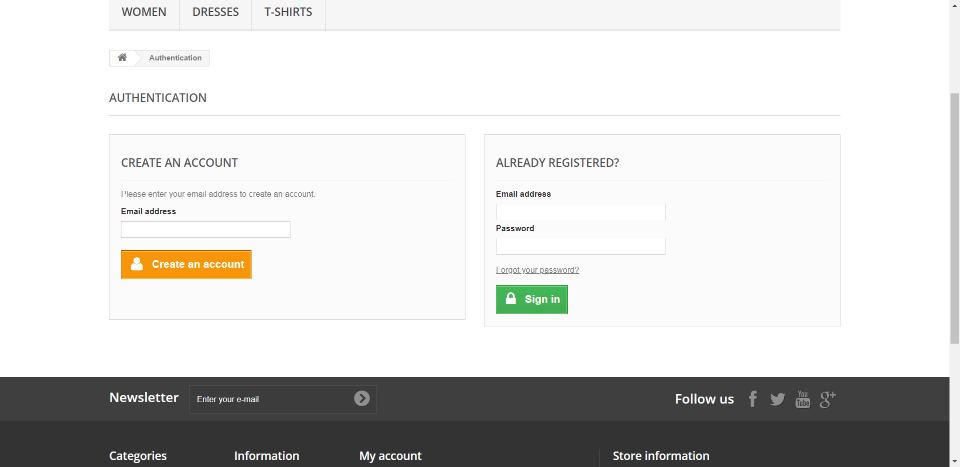 WOMEN DRESSES T-SHIRTS
Authentication
AUTHENTICATION
CREATE AN ACCOUNT
Please enter your email address to create an account.
Email address
Create an account
ALREADY REGISTERED?
Email address
Password
Forgot your password?
Sign in
Newsletter Enter your e-mail Follow us You Tube g+
Categories Information My account Store information